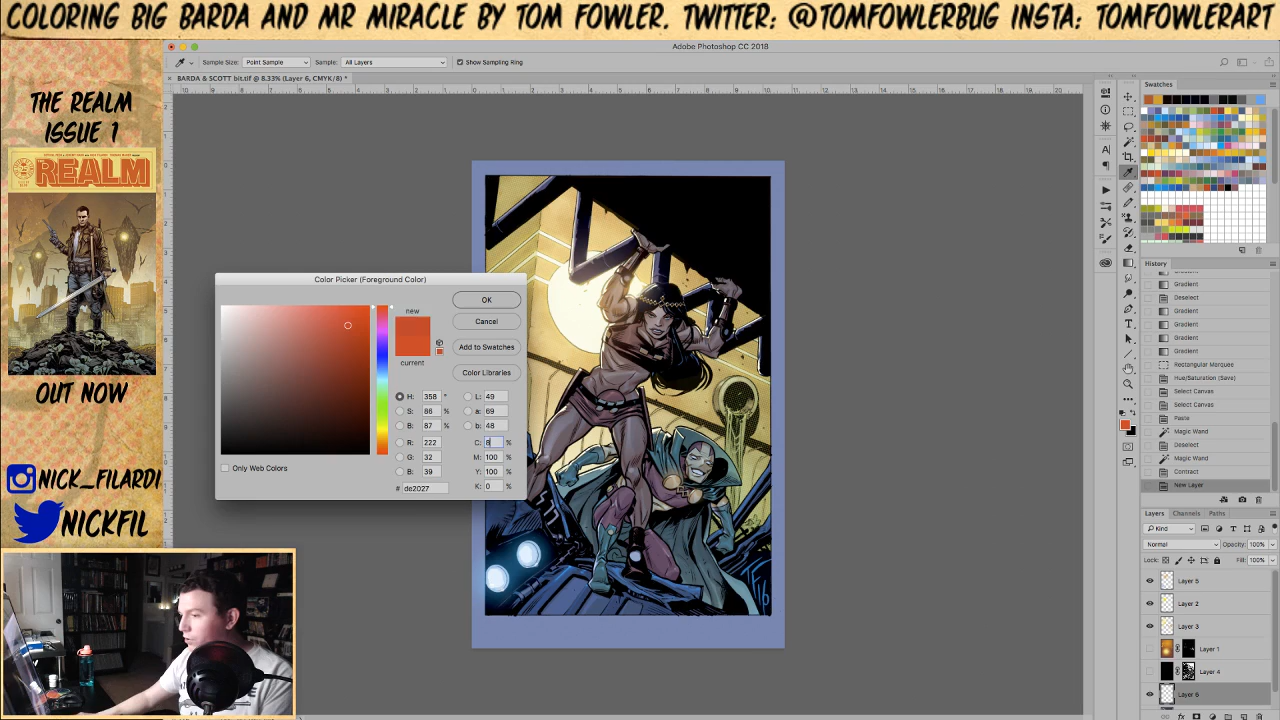 COLORING BIG BARDA AND MR MIRACLE BY TOM FOWLER. TWITTER: @TOMFOWLERBUG INSTA: TOMFOWLERART
THE REALM
ISSUE 1
REALM
OUT NOW
NICK_FILARDI
NICKFIL
Adobe Photoshop CC 2018
Sample Size: Point Sample Sample: All Layers Show Sampling Ring
BARDA & SCOTT bit.tif @ 8.33% (Layer 6, CMYK/8) *
Color Picker (Foreground Color)
new
current
OK
Cancel
Add to Swatches
Color Libraries
H: 358 °
S: 86 %
B: 87 %
R: 222
G: 32
B: 39
L: 49
a: 69
b: 48
C: 8 %
M: 100 %
Y: 100 %
K: 0 %
# de2027
Only Web Colors
Swatches
History
Gradient
Gradient
Deselect
Gradient
Gradient
Gradient
Gradient
Rectangular Marquee
Hue/Saturation (Save)
Select Canvas
Select Canvas
Paste
Magic Wand
Deselect
Magic Wand
Contract
New Layer
Layers Channels Paths
Kind
Normal Opacity: 100%
Lock: Fill: 100%
Layer 5
Layer 2
Layer 3
Layer 1
Layer 4
Layer 6